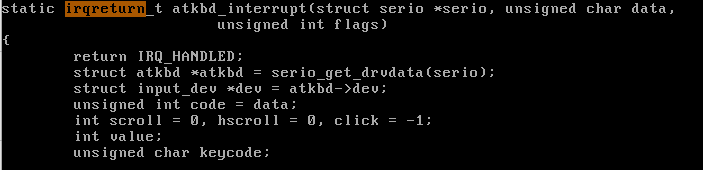 static irqreturn_t atkbd_interrupt(struct serio *serio, unsigned char data,
unsigned int flags)
{
return IRQ_HANDLED;
struct atkbd *atkbd = serio_get_drvdata(serio);
struct input_dev *dev = atkbd->dev;
unsigned int code = data;
int scroll = 0, hscroll = 0, click = -1;
int value;
unsigned char keycode;